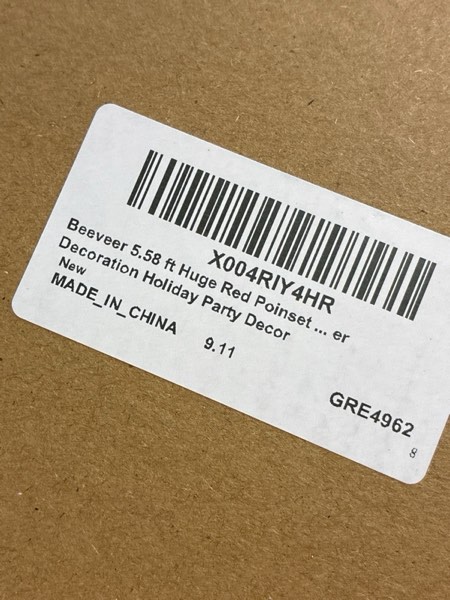 X004RIY4HR
Beeveer 5.58 ft Huge Red Poinset ... er
Decoration Holiday Party Decor
New
MADE_IN_CHINA 9.11
GRE4962
8